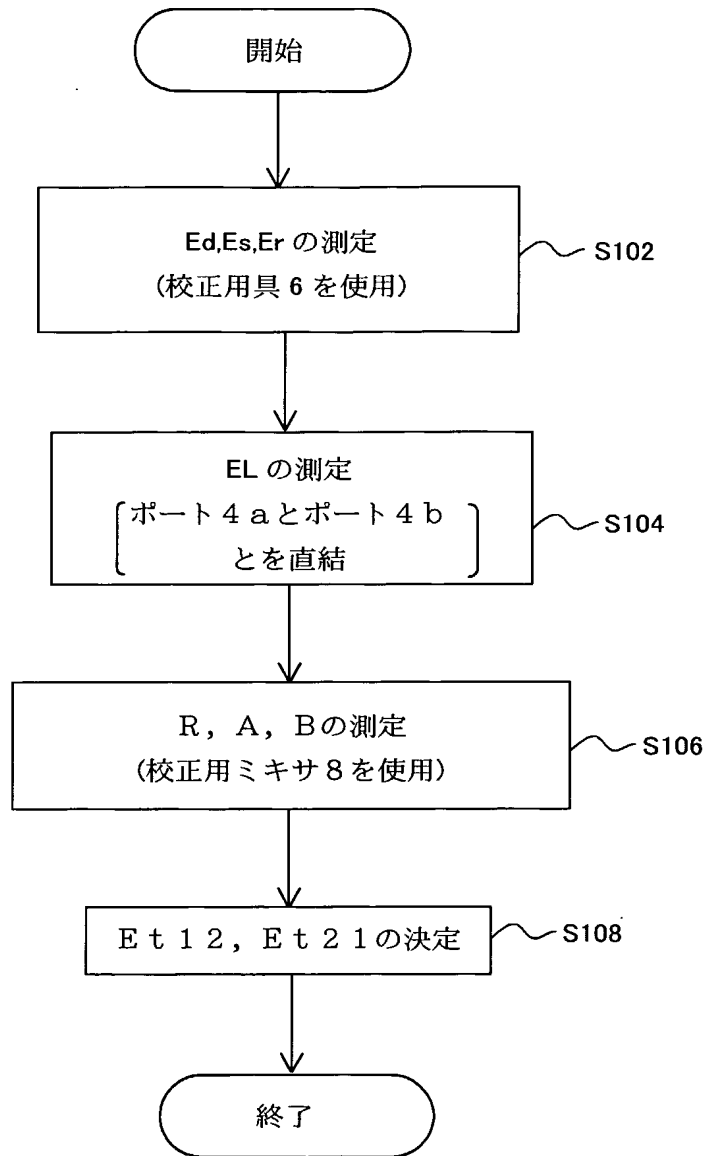 開始
Ed,Es,Er の測定
(校正用具 6 を使用)
S102
EL の測定
ポート４ａとポート４ｂ
とを直結
S104
Ｒ，Ａ，Ｂの測定
(校正用ミキサ８を使用)
S106
Ｅｔ１２，Ｅｔ２１の決定
S108
終了